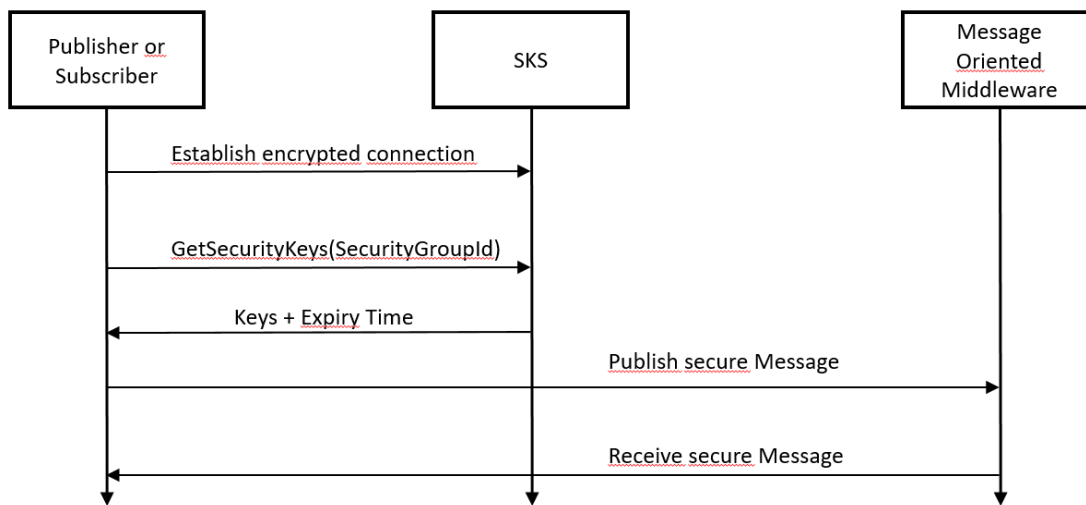 Publisher or
Subscriber
SKS
Message
Oriented
Middleware
Establish encrypted connection
GetSecurityKeys(SecurityGroupId)
Keys + Expiry Time
Publish secure Message
Receive secure Message